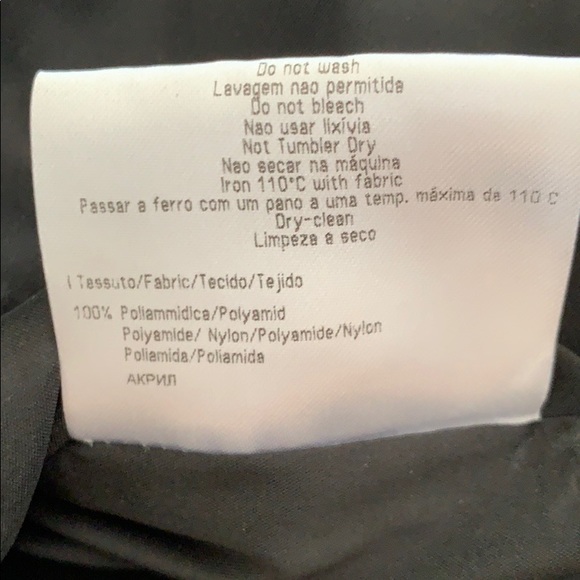 Do not wash
Lavagem nao permitida
Do not bleach
Nao usar lixívia
Not Tumbler Dry
Nao secar na máquina
Iron 110°C with fabric
Passar a ferro com um pano a uma temp. máxima de 110 C
Dry-clean
Limpeza a seco
I Tessuto/Fabric/Tecido/Tejido
100% Poliammidica/Polyamid
Polyamide/ Nylon/Polyamide/Nylon
Poliamida/Poliamida
АКРИЛ